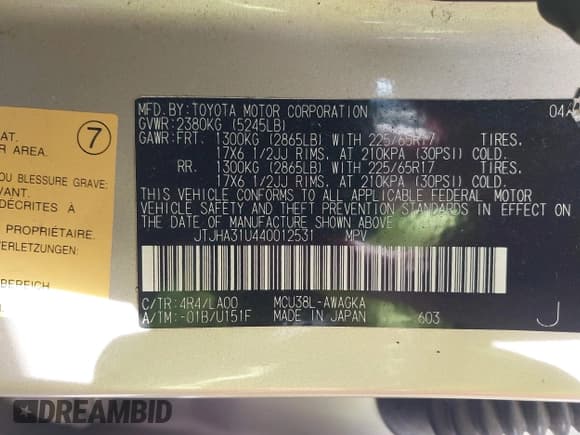 MFD.BY:TOYOTA MOTOR CORPORATION 04/
GVWR:2380KG (5245LB)
GAWR:FRT. 1300KG (2865LB) WITH 225/65R17 TIRES.
17X6 1/2JJ RIMS. AT 210KPA (30PSI) COLD.
RR. 1300KG (2865LB) WITH 225/65R17 TIRES.
17X6 1/2JJ RIMS. AT 210KPA (30PSI) COLD.
THIS VEHICLE CONFORMS TO ALL APPLICABLE FEDERAL MOTOR
VEHICLE SAFETY AND THEFT PREVENTION STANDARDS IN EFFECT ON
THE DATE OF MANUFACTURE SHOWN ABOVE.
JTJHA31U440012531 MPV
C/TR:4R4/LA00 MCU38L-AWAGKA
A/TM:-01B/U151F MADE IN JAPAN 603
J
7
AT.
R AREA.
OU BLESSURE GRAVE:
VANT.
S DÉCRITES À
PROPRIÉTAIRE.
VERLETZUNG
BEREICH
DREAMBID